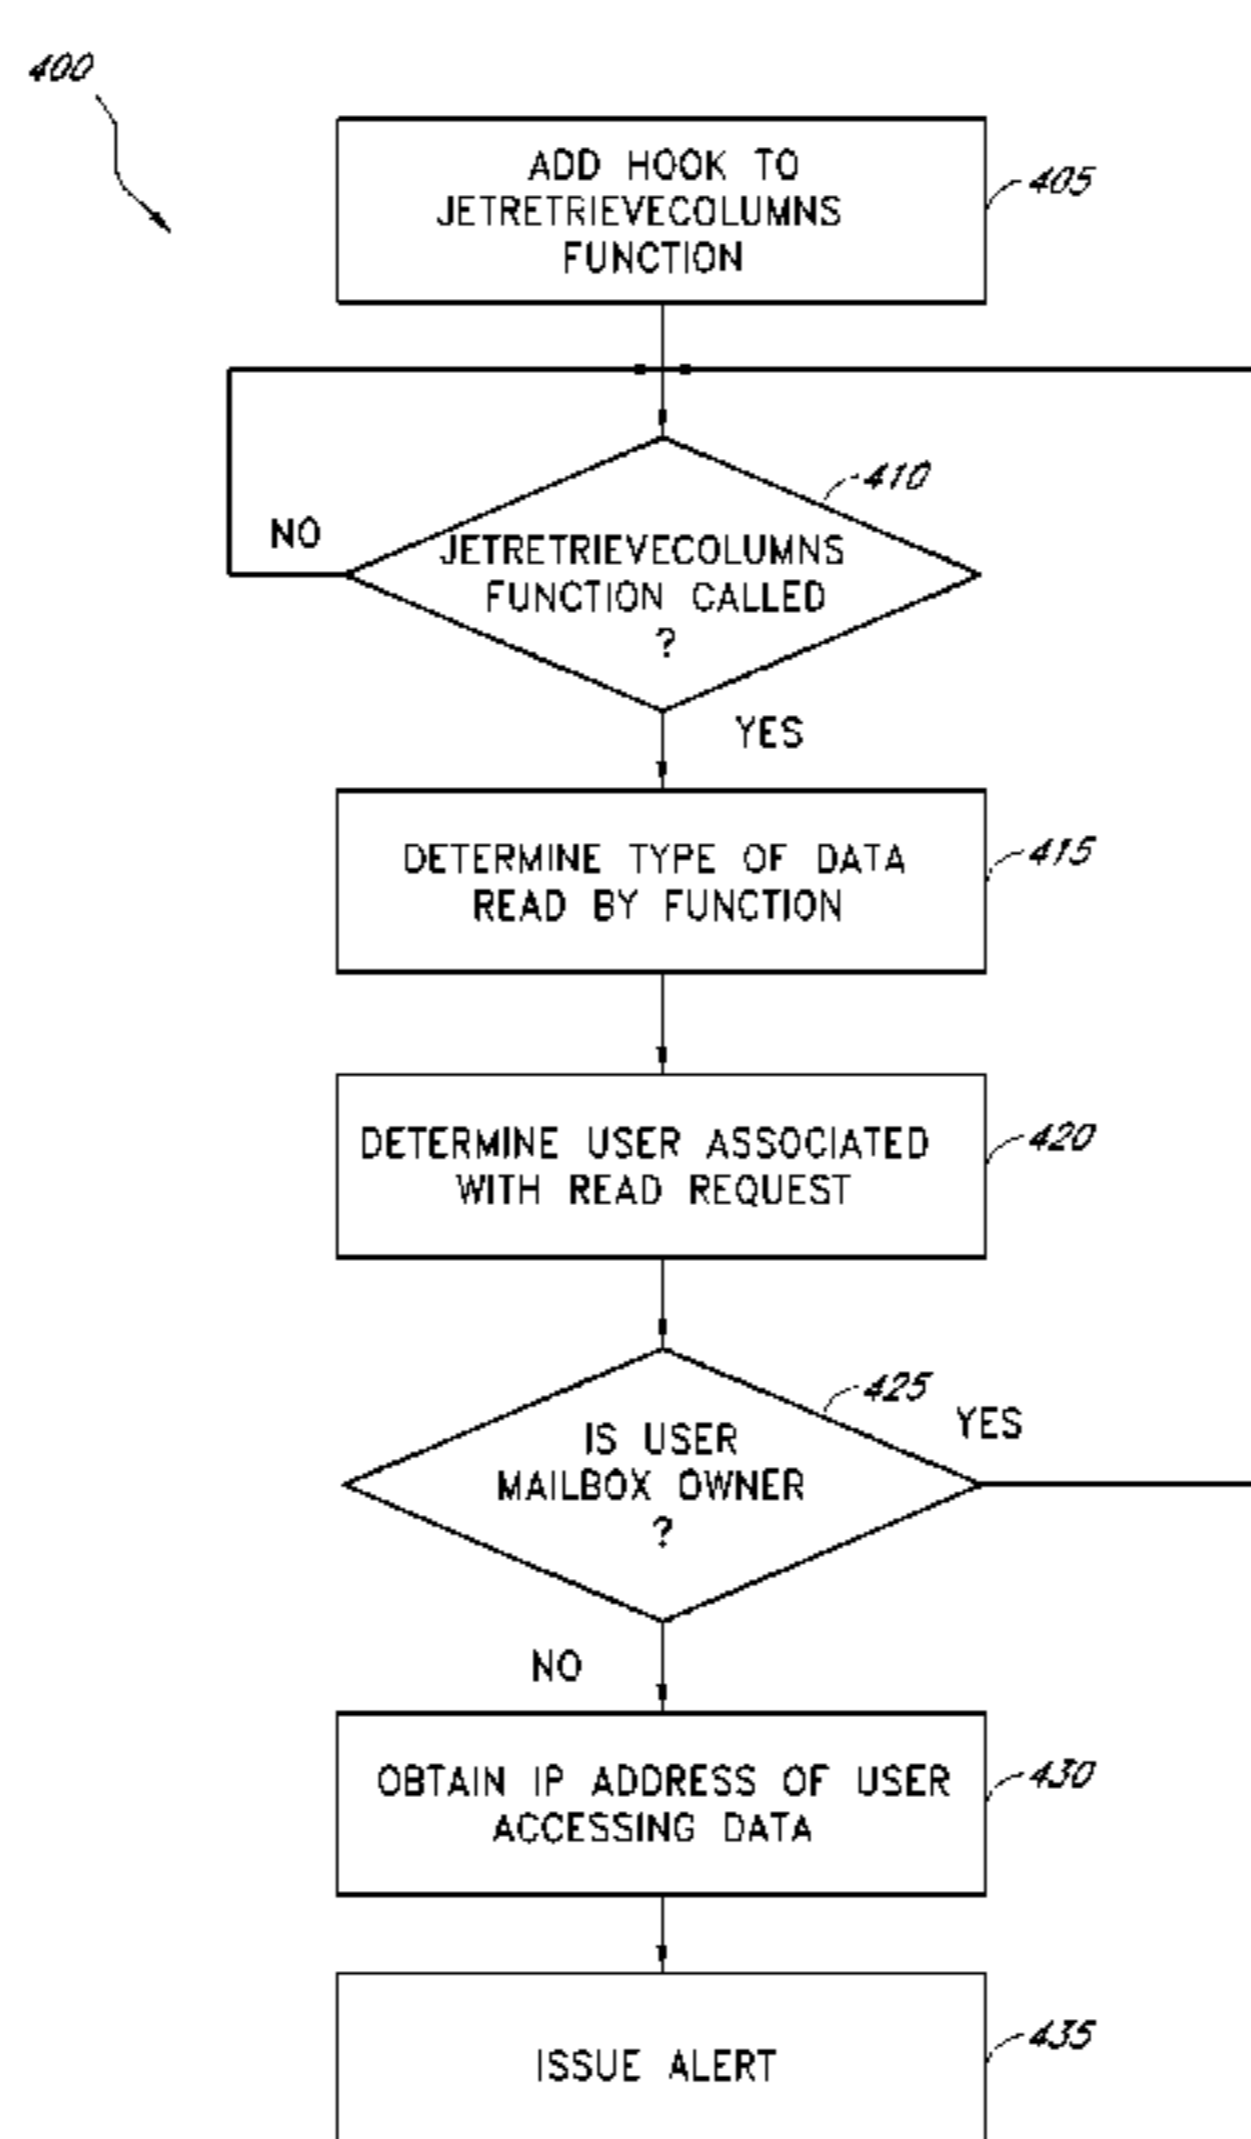 400
ADD HOOK TO
JETRETRIEVECOLUMNS
FUNCTION
405
410
NO
JETRETRIEVECOLUMNS
FUNCTION CALLED
?
YES
DETERMINE TYPE OF DATA
READ BY FUNCTION
415
DETERMINE USER ASSOCIATED
WITH READ REQUEST
420
425
YES
IS USER
MAILBOX OWNER
?
NO
OBTAIN IP ADDRESS OF USER
ACCESSING DATA
430
ISSUE ALERT
435